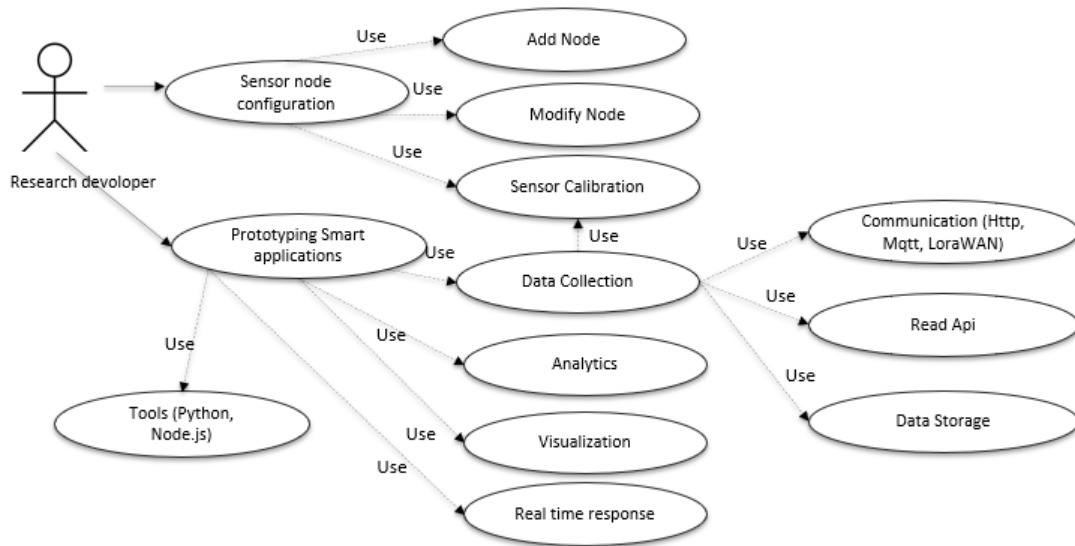 Use
Add Node
Sensor node
configuration
Use
Modify Node
Use
Sensor Calibration
Research devoloper
Prototyping Smart
applications
Use
Use
Data Collection
Use
Communication (Http,
Mqtt, LoraWAN)
Use
Read Api
Use
Data Storage
Use
Use
Analytics
Tools (Python,
Node.js)
Use
Visualization
Use
Real time response